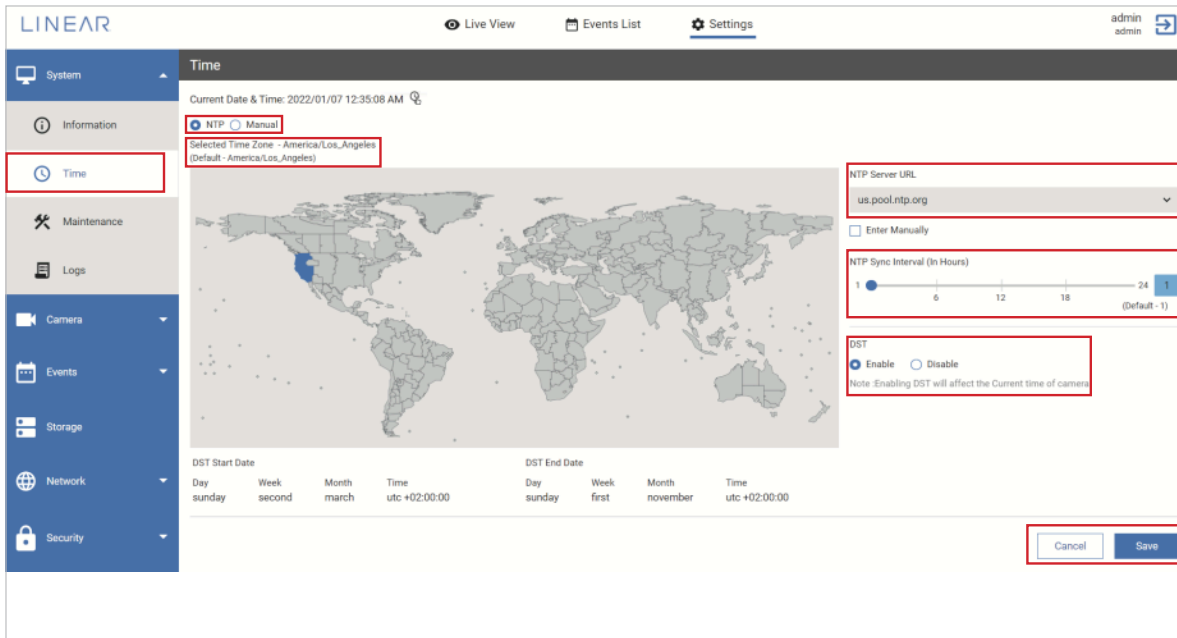 LINEAR
Live View
Events List
Settings
admin
admin
System
Information
Time
Maintenance
Logs
Camera
Events
Storage
Network
Security
Time
Current Date & Time: 2022/01/07 12:35:08 AM
NTP Manual
Selected Time Zone - America/Los_Angeles
(Default - America/Los_Angeles)
NTP Server URL
us.pool.ntp.org
Enter Manually
NTP Sync Interval (In Hours)
1 24 1
6 12 18
(Default - 1)
DST
Enable Disable
Note :Enabling DST will affect the Current time of camera
DST Start Date
Day Week Month Time
sunday second march utc +02:00:00
DST End Date
Day Week Month Time
sunday first november utc +02:00:00
Cancel Save